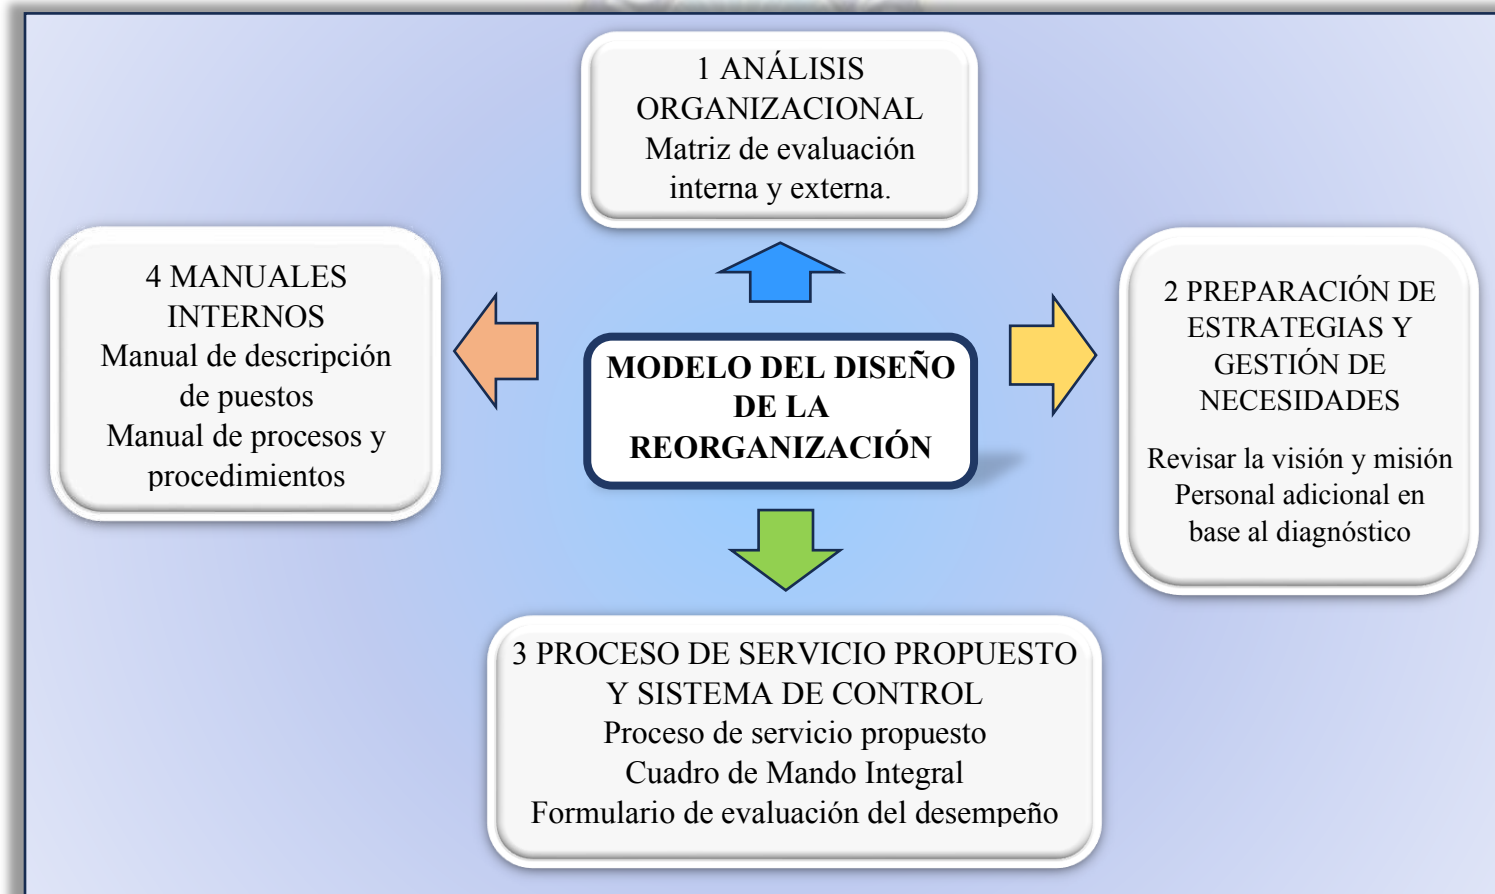 1 ANÁLISIS
ORGANIZACIONAL
Matriz de evaluación
interna y externa.
4 MANUALES
INTERNOS
Manual de descripción
de puestos
Manual de procesos y
procedimientos
MODELO DEL DISEÑO
DE LA
REORGANIZACIÓN
2 PREPARACIÓN DE
ESTRATEGIAS Y
GESTIÓN DE
NECESIDADES
Revisar la visión y misión
Personal adicional en
base al diagnóstico
3 PROCESO DE SERVICIO PROPUESTO
Y SISTEMA DE CONTROL
Proceso de servicio propuesto
Cuadro de Mando Integral
Formulario de evaluación del desempeño